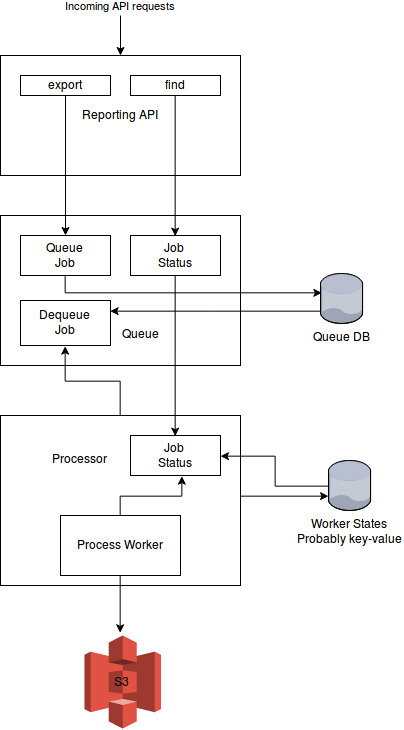 Incoming API requests
export
find
Reporting API
Queue
Job
Job
Status
Dequeue
Job
Queue
Queue DB
Processor
Job
Status
Process Worker
Worker States
Probably key-value
S3